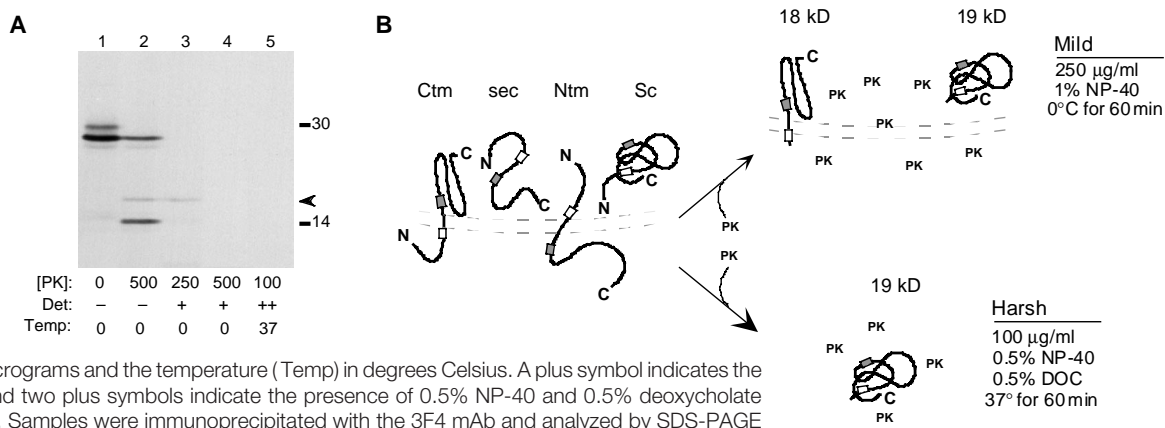 A
1 2 3 4 5
30
14
[PK]: 0 500 250 500 100
Det: – – + + ++
Temp: 0 0 0 0 37
B
Ctm sec Ntm Sc
N C N C N C N C
PK
PK
18 kD 19 kD
C C
PK PK
PK
PK PK PK
Mild
250 µg/ml
1% NP-40
0°C for 60 min
19 kD
PK
PK PK
C
PK
Harsh
100 µg/ml
0.5% NP-40
0.5% DOC
37° for 60 min
crograms and the temperature (Temp) in degrees Celsius. A plus symbol indicates the
nd two plus symbols indicate the presence of 0.5% NP-40 and 0.5% deoxycholate
. Samples were immunoprecipitated with the 3F4 mAb and analyzed by SDS-PAGE